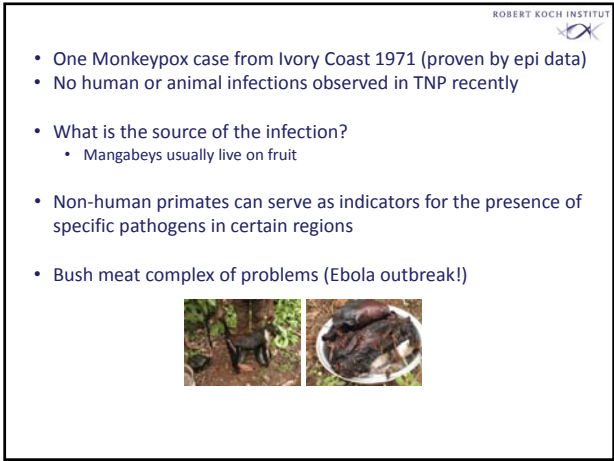 ROBERT KOCH INSTITUT
• One Monkeypox case from Ivory Coast 1971 (proven by epi data)
• No human or animal infections observed in TNP recently
• What is the source of the infection?
• Mangabeys usually live on fruit
• Non-human primates can serve as indicators for the presence of
specific pathogens in certain regions
• Bush meat complex of problems (Ebola outbreak!)